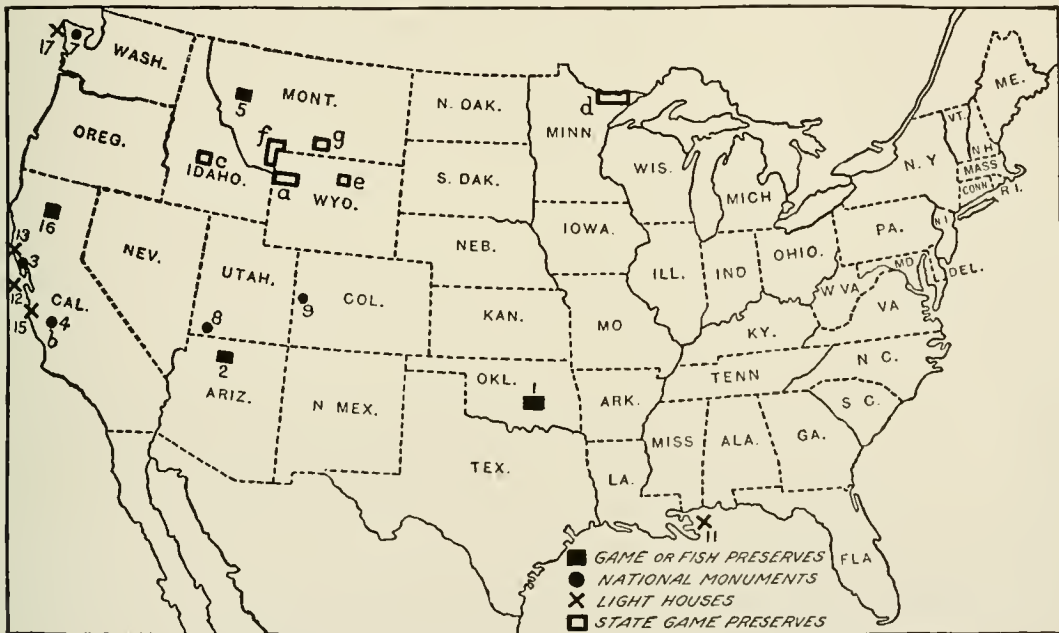 17
7
WASH.
MONT.
5
N. DAK.
MINN
d
ME.
VT.
N H
N. Y
MASS
CONN
R I.
OREG.
IDAHO.
c
f
g
a
e
WYO.
S. DAK.
WIS.
MICH
16
NEV.
UTAH.
NEB.
IOWA.
ILL.
IND
OHIO.
PA.
N.J.
MD
DEL.
W VA
VA
13
3
12
CAL.
15
4
b
8
9
COL.
KAN.
MO
KY.
2
ARIZ.
N MEX.
OKL.
1
ARK.
TENN
N C.
S C.
TEX.
LA.
MISS
ALA.
GA.
11
FLA
GAME OR FISH PRESERVES
NATIONAL MONUMENTS
LIGHT HOUSES
STATE GAME PRESERVES